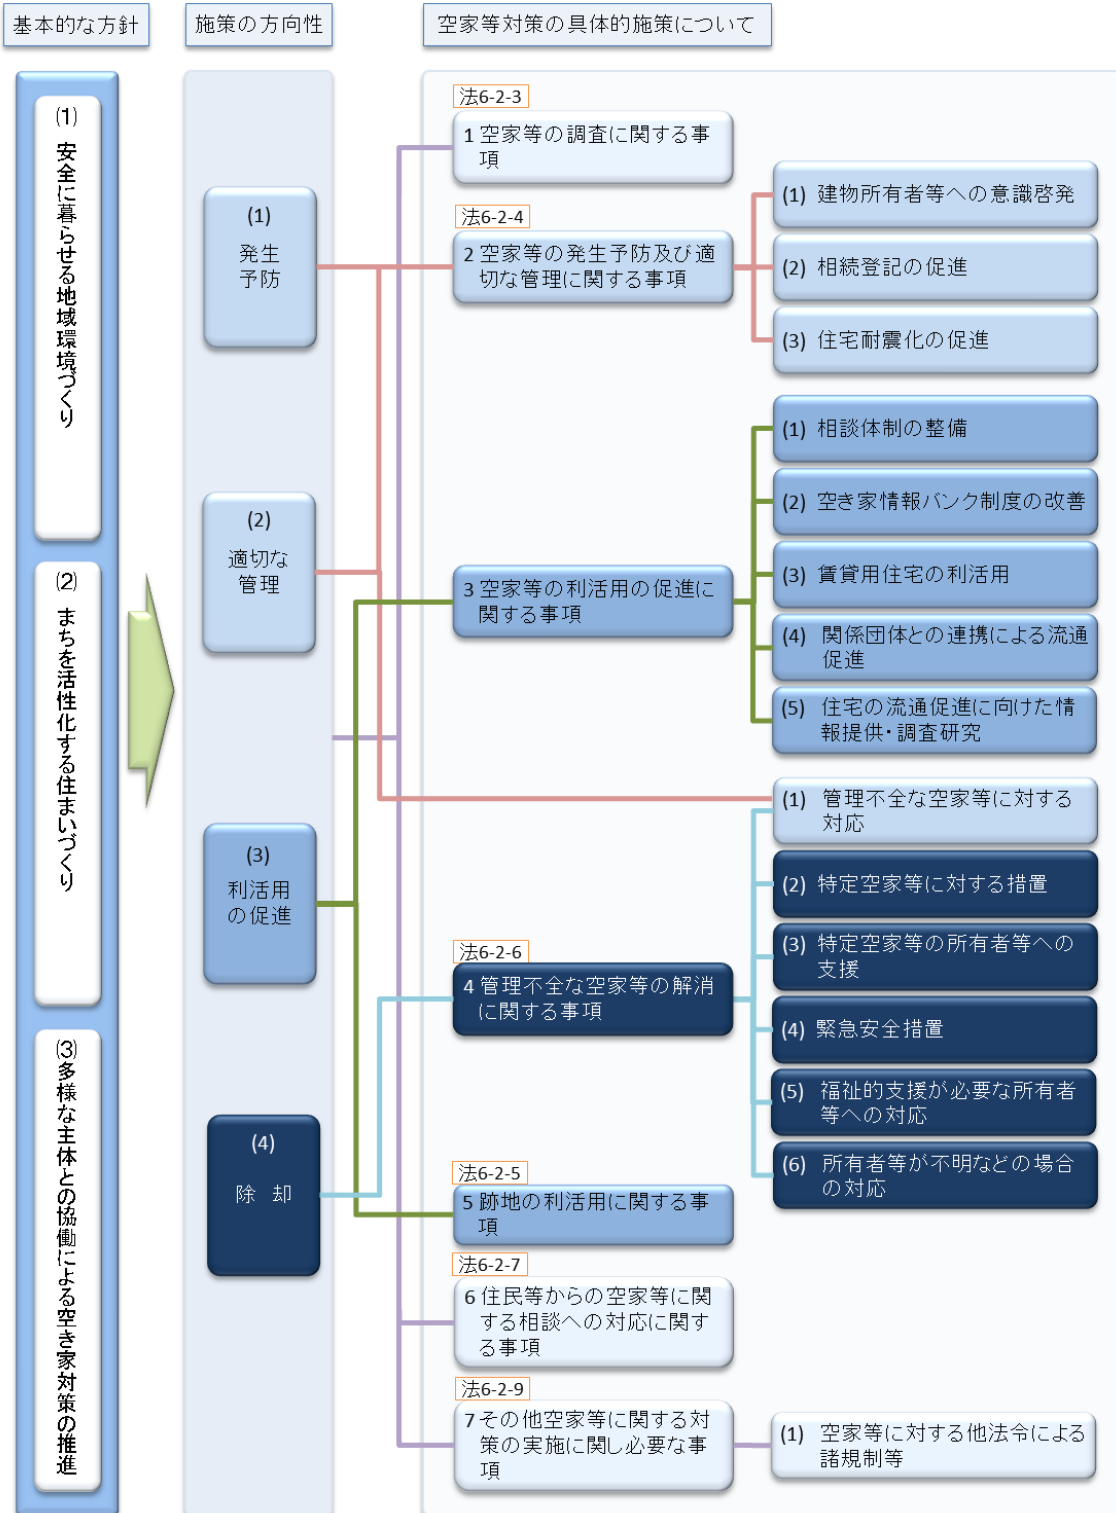 基本的な方針
施策の方向性
空家等対策の具体的施策について
(1) 安全に暮らせる地域環境づくり
(2) まちを活性化する住まいづくり
(3) 多様な主体との協働による空き家対策の推進
(1)
発生
予防
(2)
適切な
管理
(3)
利活用
の促進
(4)
除 却
法6-2-3
1 空家等の調査に関する事
項
法6-2-4
2 空家等の発生予防及び適
切な管理に関する事項
(1) 建物所有者等への意識啓発
(2) 相続登記の促進
(3) 住宅耐震化の促進
3 空家等の利活用の促進に
関する事項
(1) 相談体制の整備
(2) 空き家情報バンク制度の改善
(3) 賃貸用住宅の利活用
(4) 関係団体との連携による流通
促進
(5) 住宅の流通促進に向けた情
報提供・調査研究
法6-2-6
4 管理不全な空家等の解消
に関する事項
(1) 管理不全な空家等に対する
対応
(2) 特定空家等に対する措置
(3) 特定空家等の所有者等への
支援
(4) 緊急安全措置
(5) 福祉的支援が必要な所有者
等への対応
(6) 所有者等が不明などの場合
の対応
法6-2-5
5 跡地の利活用に関する事
項
法6-2-7
6 住民等からの空家等に関
する相談への対応に関す
る事項
法6-2-9
7 その他空家等に関する対
策の実施に関し必要な事
項
(1) 空家等に対する他法令による
諸規制等